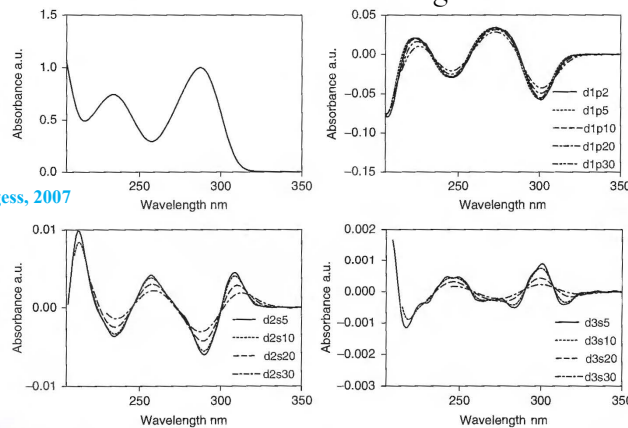 1.5
1.0
0.5
0.0
250
300
350
Absorbance a.u.
Wavelength nm
0.05
0.00
−0.05
−0.10
−0.15
250
300
350
Absorbance a.u.
Wavelength nm
d1p2
d1p5
d1p10
d1p20
d1p30
gess, 2007
0.01
0.00
−0.01
250
300
350
Absorbance a.u.
Wavelength nm
d2s5
d2s10
d2s20
d2s30
0.002
0.001
0.000
−0.001
−0.002
−0.003
250
300
350
Absorbance a.u.
Wavelength nm
d3s5
d3s10
d3s20
d3s30